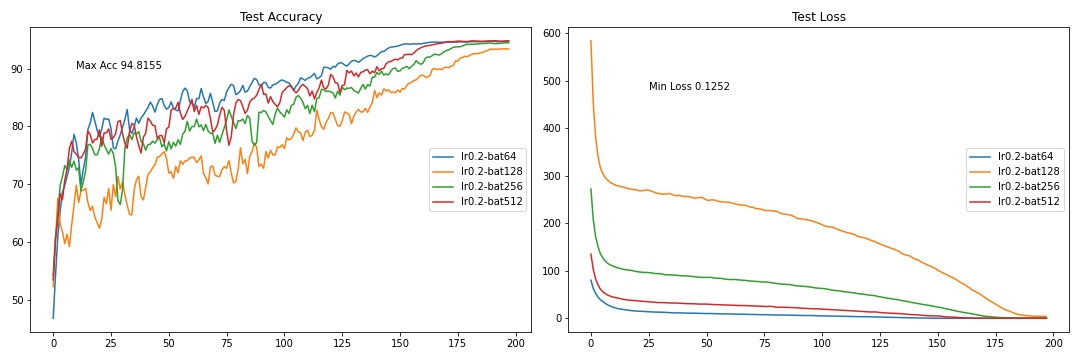 Test Accuracy
Max Acc 94.8155
lr0.2-bat64
lr0.2-bat128
lr0.2-bat256
lr0.2-bat512
90
80
70
60
50
0 25 50 75 100 125 150 175 200
Test Loss
Min Loss 0.1252
lr0.2-bat64
lr0.2-bat128
lr0.2-bat256
lr0.2-bat512
600
500
400
300
200
100
0
0 25 50 75 100 125 150 175 200